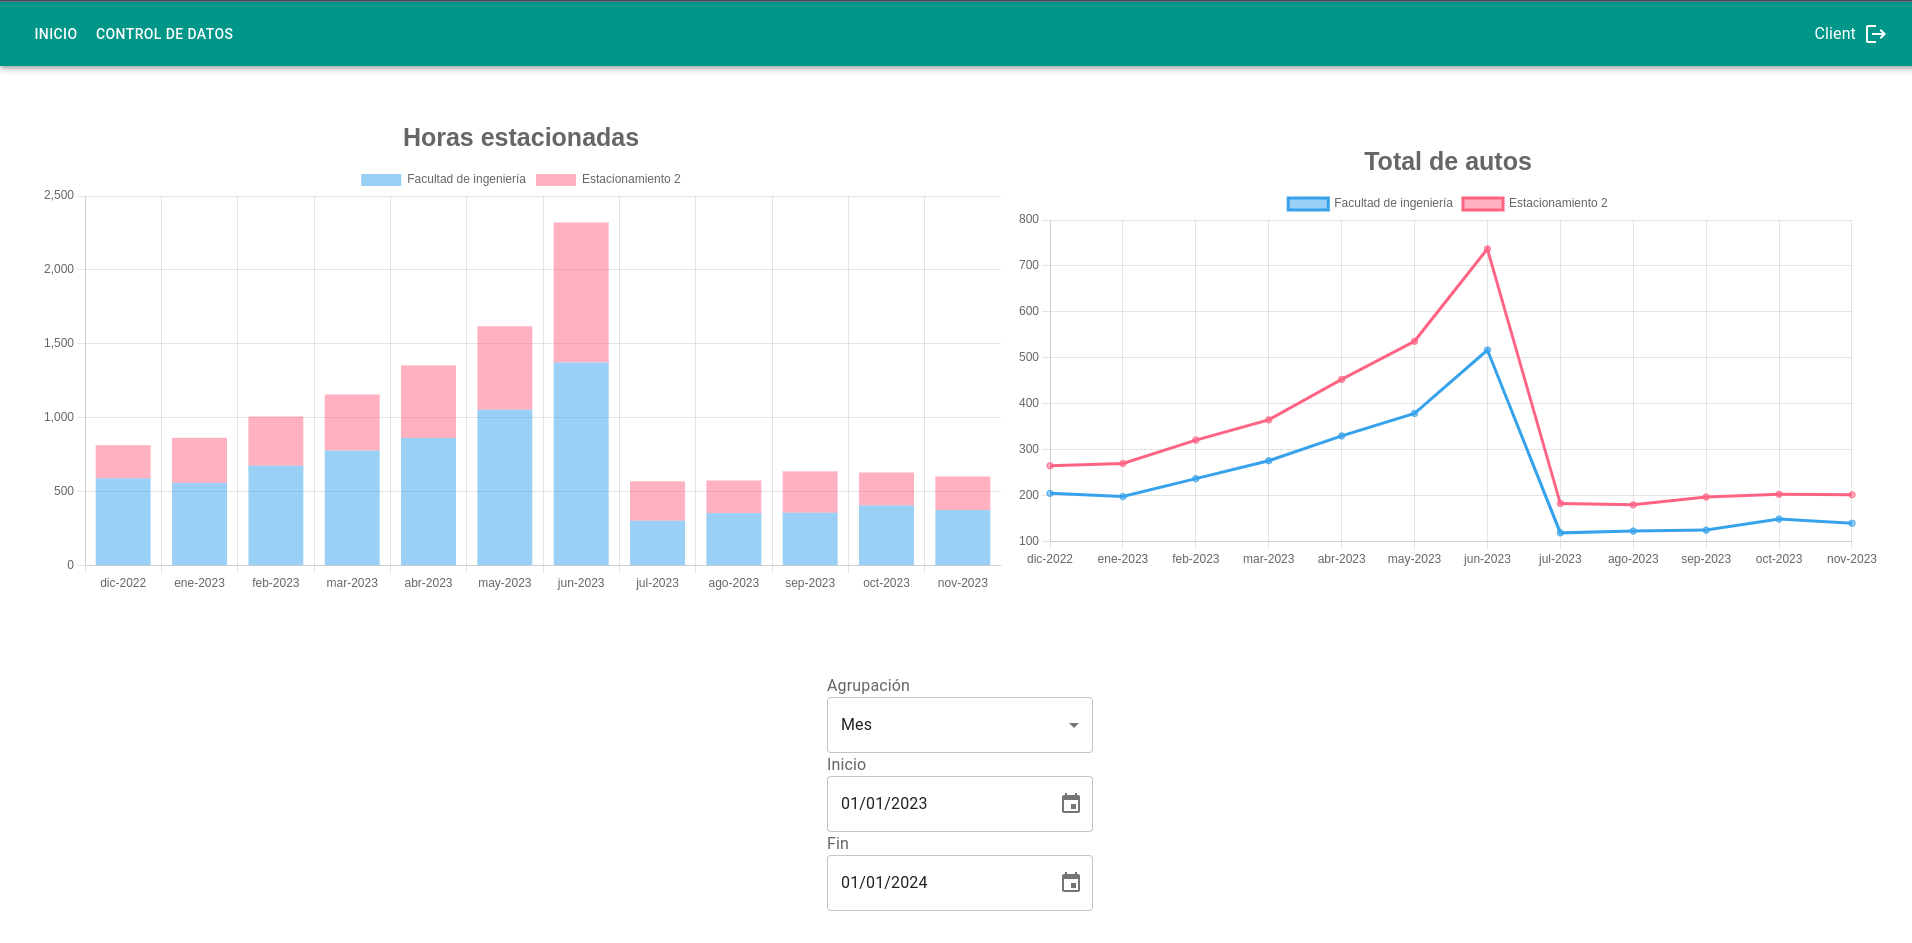 INICIO CONTROL DE DATOS Client
Horas estacionadas
Facultad de ingeniería Estacionamiento 2
2,500
2,000
1,500
1,000
500
0
dic-2022 ene-2023 feb-2023 mar-2023 abr-2023 may-2023 jun-2023 jul-2023 ago-2023 sep-2023 oct-2023 nov-2023
Total de autos
Facultad de ingeniería Estacionamiento 2
800
700
600
500
400
300
200
100
dic-2022 ene-2023 feb-2023 mar-2023 abr-2023 may-2023 jun-2023 jul-2023 ago-2023 sep-2023 oct-2023 nov-2023
Agrupación
Mes
Inicio
01/01/2023
Fin
01/01/2024